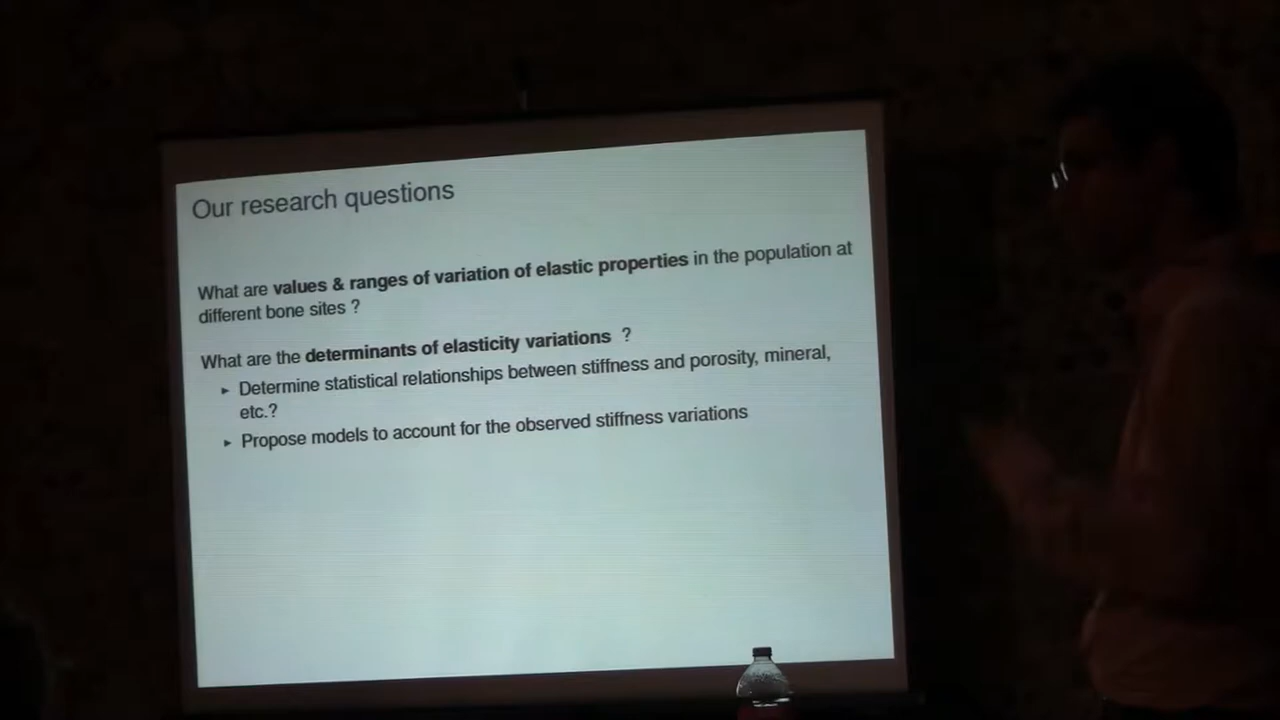 Our research questions
What are values & ranges of variation of elastic properties in the population at
different bone sites ?
What are the determinants of elasticity variations ?
▸ Determine statistical relationships between stiffness and porosity, mineral,
etc.?
▸ Propose models to account for the observed stiffness variations